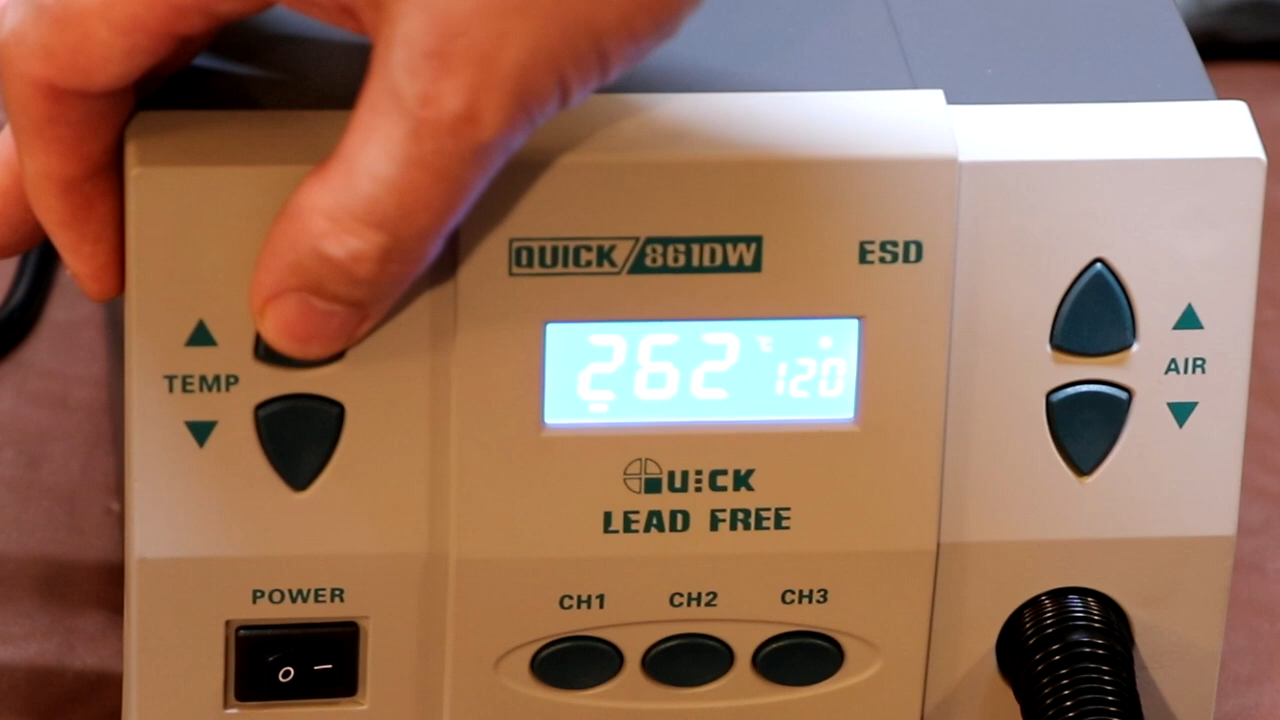 QUICK/861DW ESD
▲
TEMP
▼
262 °C 120
▲
AIR
▼
QUICK
LEAD FREE
POWER
O —
CH1 CH2 CH3